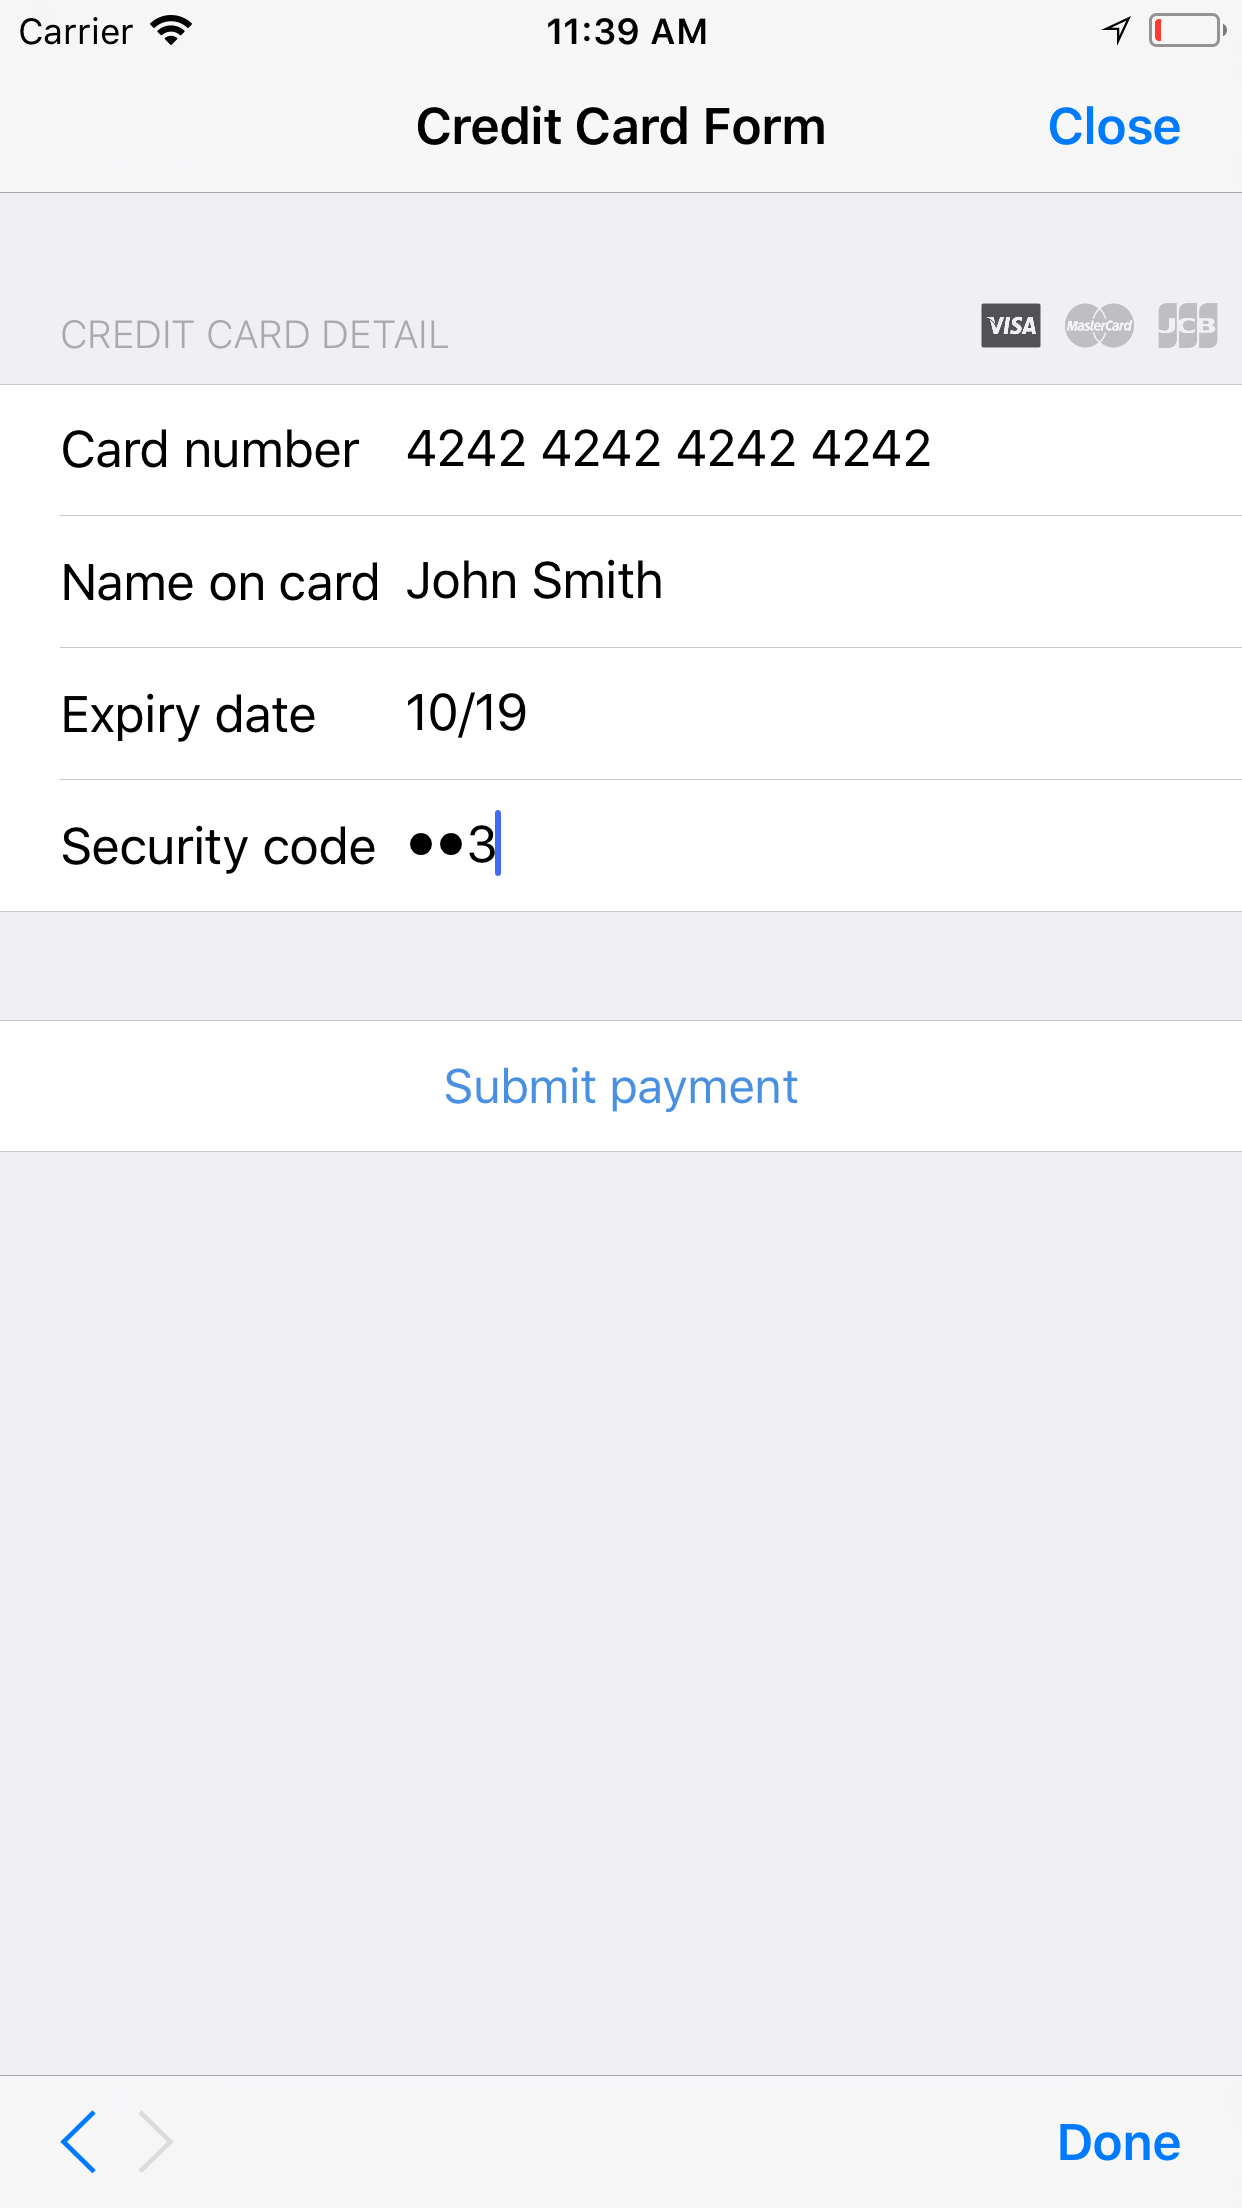 Carrier 11:39 AM
Credit Card Form Close
CREDIT CARD DETAIL VISA MasterCard JCB
Card number 4242 4242 4242 4242
Name on card John Smith
Expiry date 10/19
Security code ●●3
Submit payment
Done